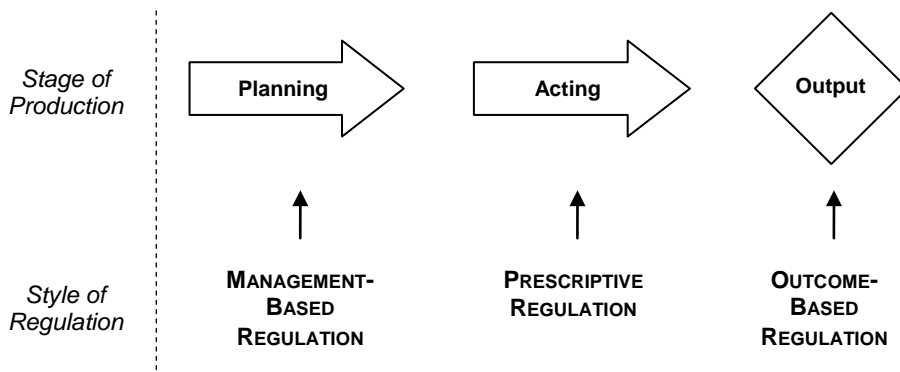 Stage of
Production
Planning
Acting
Output
Style of
Regulation
MANAGEMENT-
BASED
REGULATION
PRESCRIPTIVE
REGULATION
OUTCOME-
BASED
REGULATION